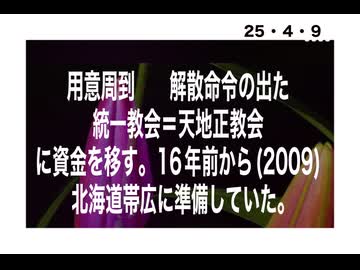 25・4・9
用意周到　　解散命令の出た
統一教会＝天地正教会
に資金を移す。16年前から(2009)
北海道帯広に準備していた。